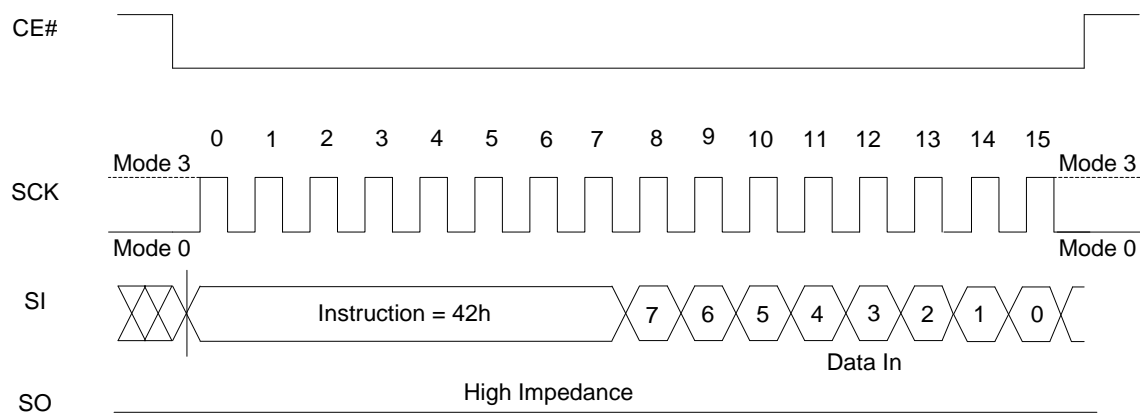 CE#
0 1 2 3 4 5 6 7 8 9 10 11 12 13 14 15
Mode 3 Mode 3
SCK
Mode 0 Mode 0
SI Instruction = 42h 7 6 5 4 3 2 1 0
Data In
High Impedance
SO